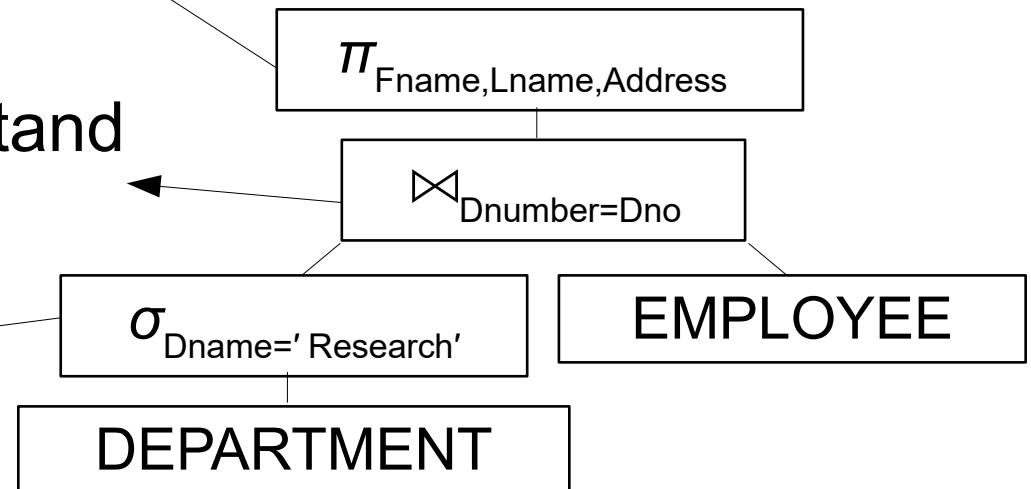 π Fname,Lname,Address
tand
⋈ Dnumber=Dno
σ Dname=′ Research′
EMPLOYEE
DEPARTMENT